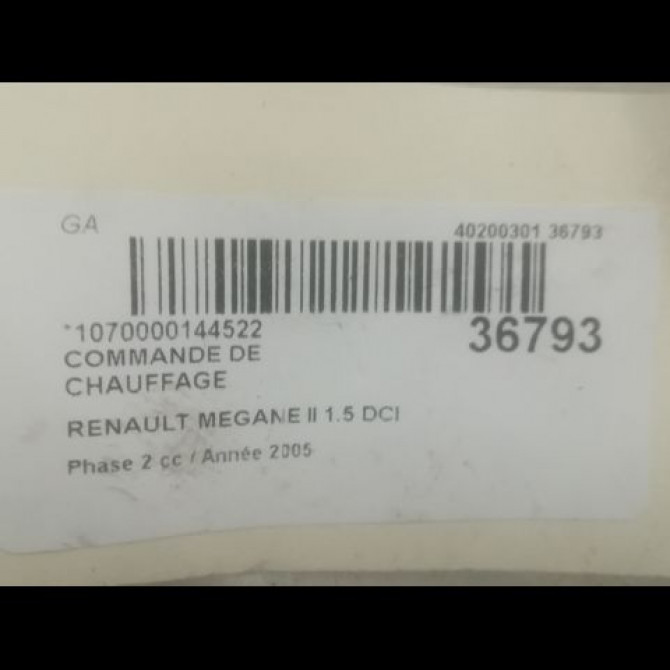 GA
40200301 36793
*1070000144522
36793
COMMANDE DE
CHAUFFAGE
RENAULT MEGANE II 1.5 DCI
Phase 2 cc / Année 2005